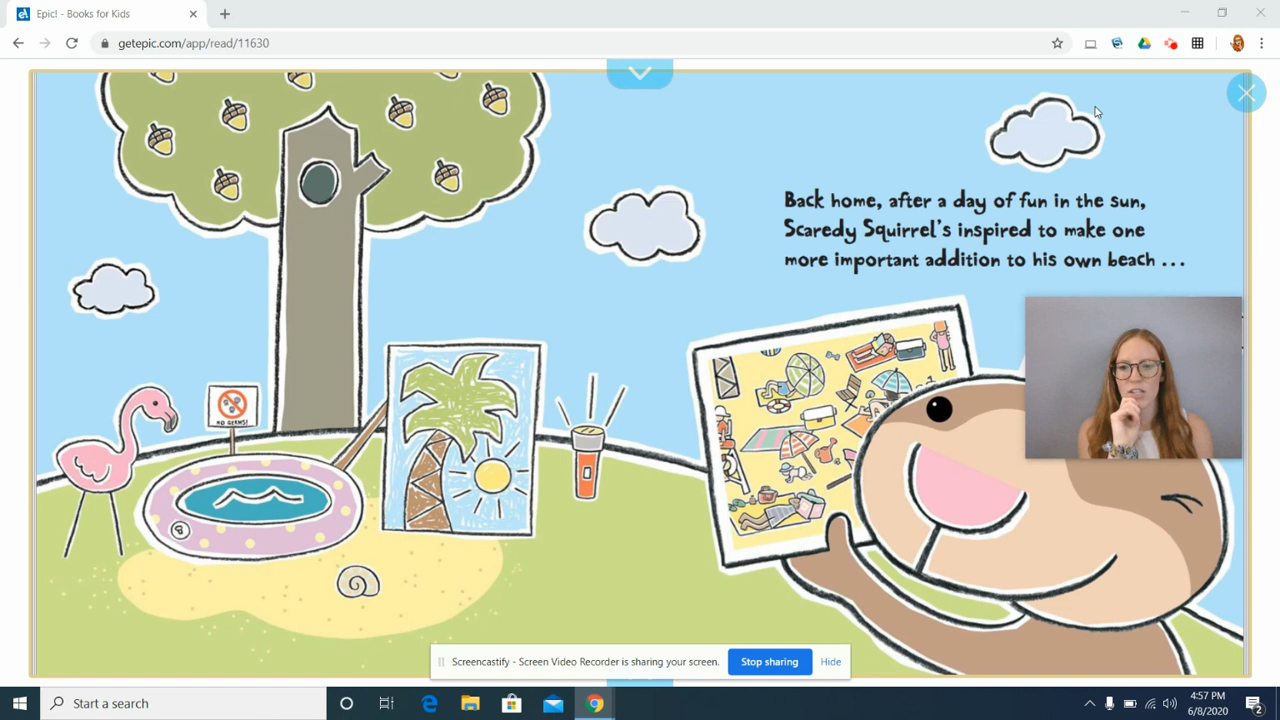 Epic! - Books for Kids
getepic.com/app/read/11630
Back home, after a day of fun in the sun,
Scaredy Squirrel's inspired to make one
more important addition to his own beach ...
NO GERMS!
8
Screencastify - Screen Video Recorder is sharing your screen.
Stop sharing
Hide
Start a search
4:57 PM
6/8/2020
2